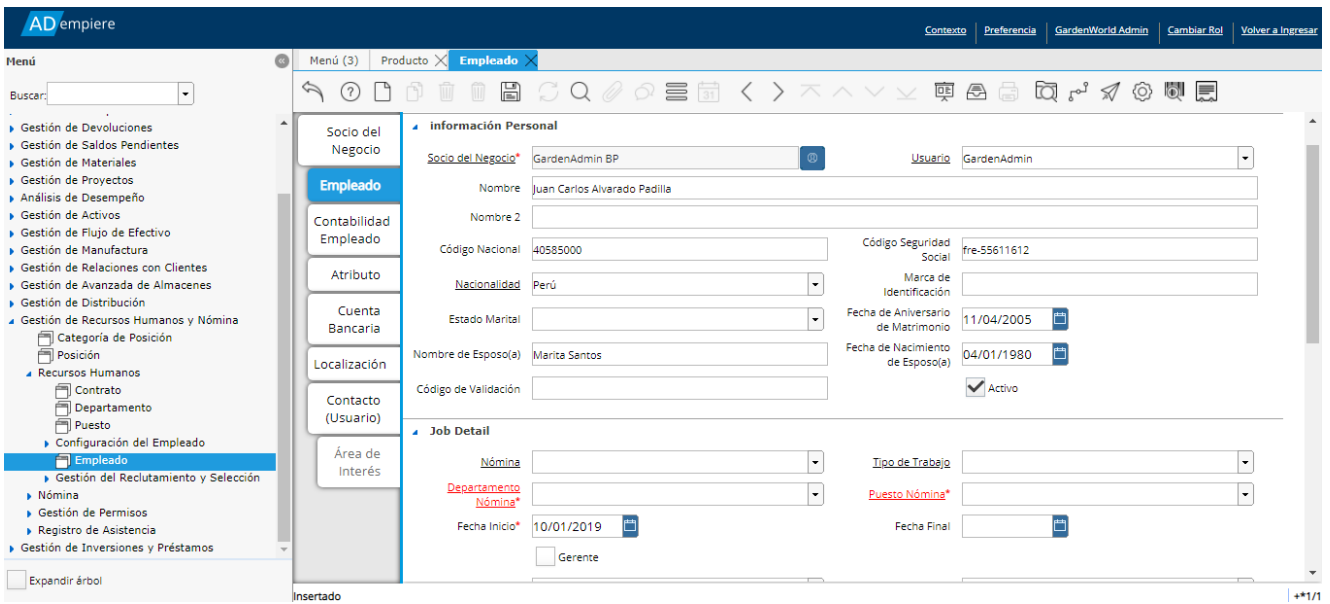 ADempiere
Contexto Preferencia GardenWorld Admin Cambiar Rol Volver a Ingresar
Menú
Buscar:
Gestión de Devoluciones
Gestión de Saldos Pendientes
Gestión de Materiales
Gestión de Proyectos
Análisis de Desempeño
Gestión de Activos
Gestión de Flujo de Efectivo
Gestión de Manufactura
Gestión de Relaciones con Clientes
Gestión de Avanzada de Almacenes
Gestión de Distribución
Gestión de Recursos Humanos y Nómina
Categoría de Posición
Posición
Recursos Humanos
Contrato
Departamento
Puesto
Configuración del Empleado
Empleado
Gestión del Reclutamiento y Selección
Nómina
Gestión de Permisos
Registro de Asistencia
Gestión de Inversiones y Préstamos
Expandir árbol
Menú (3) Producto Empleado
31
Socio del
Negocio
Empleado
Contabilidad
Empleado
Atributo
Cuenta
Bancaria
Localización
Contacto
(Usuario)
Área de
Interés
información Personal
Socio del Negocio* GardenAdmin BP Usuario GardenAdmin
Nombre Juan Carlos Alvarado Padilla
Nombre 2
Código Nacional 40585000 Código Seguridad
Social fre-55611612
Nacionalidad Perú Marca de
Identificación
Estado Marital Fecha de Aniversario
de Matrimonio 11/04/2005
Nombre de Esposo(a) Marita Santos Fecha de Nacimiento
de Esposo(a) 04/01/1980
Código de Validación Activo
Job Detail
Nómina Tipo de Trabajo
Departamento
Nómina* Puesto Nómina*
Fecha Inicio* 10/01/2019 Fecha Final
Gerente
Insertado +*1/1